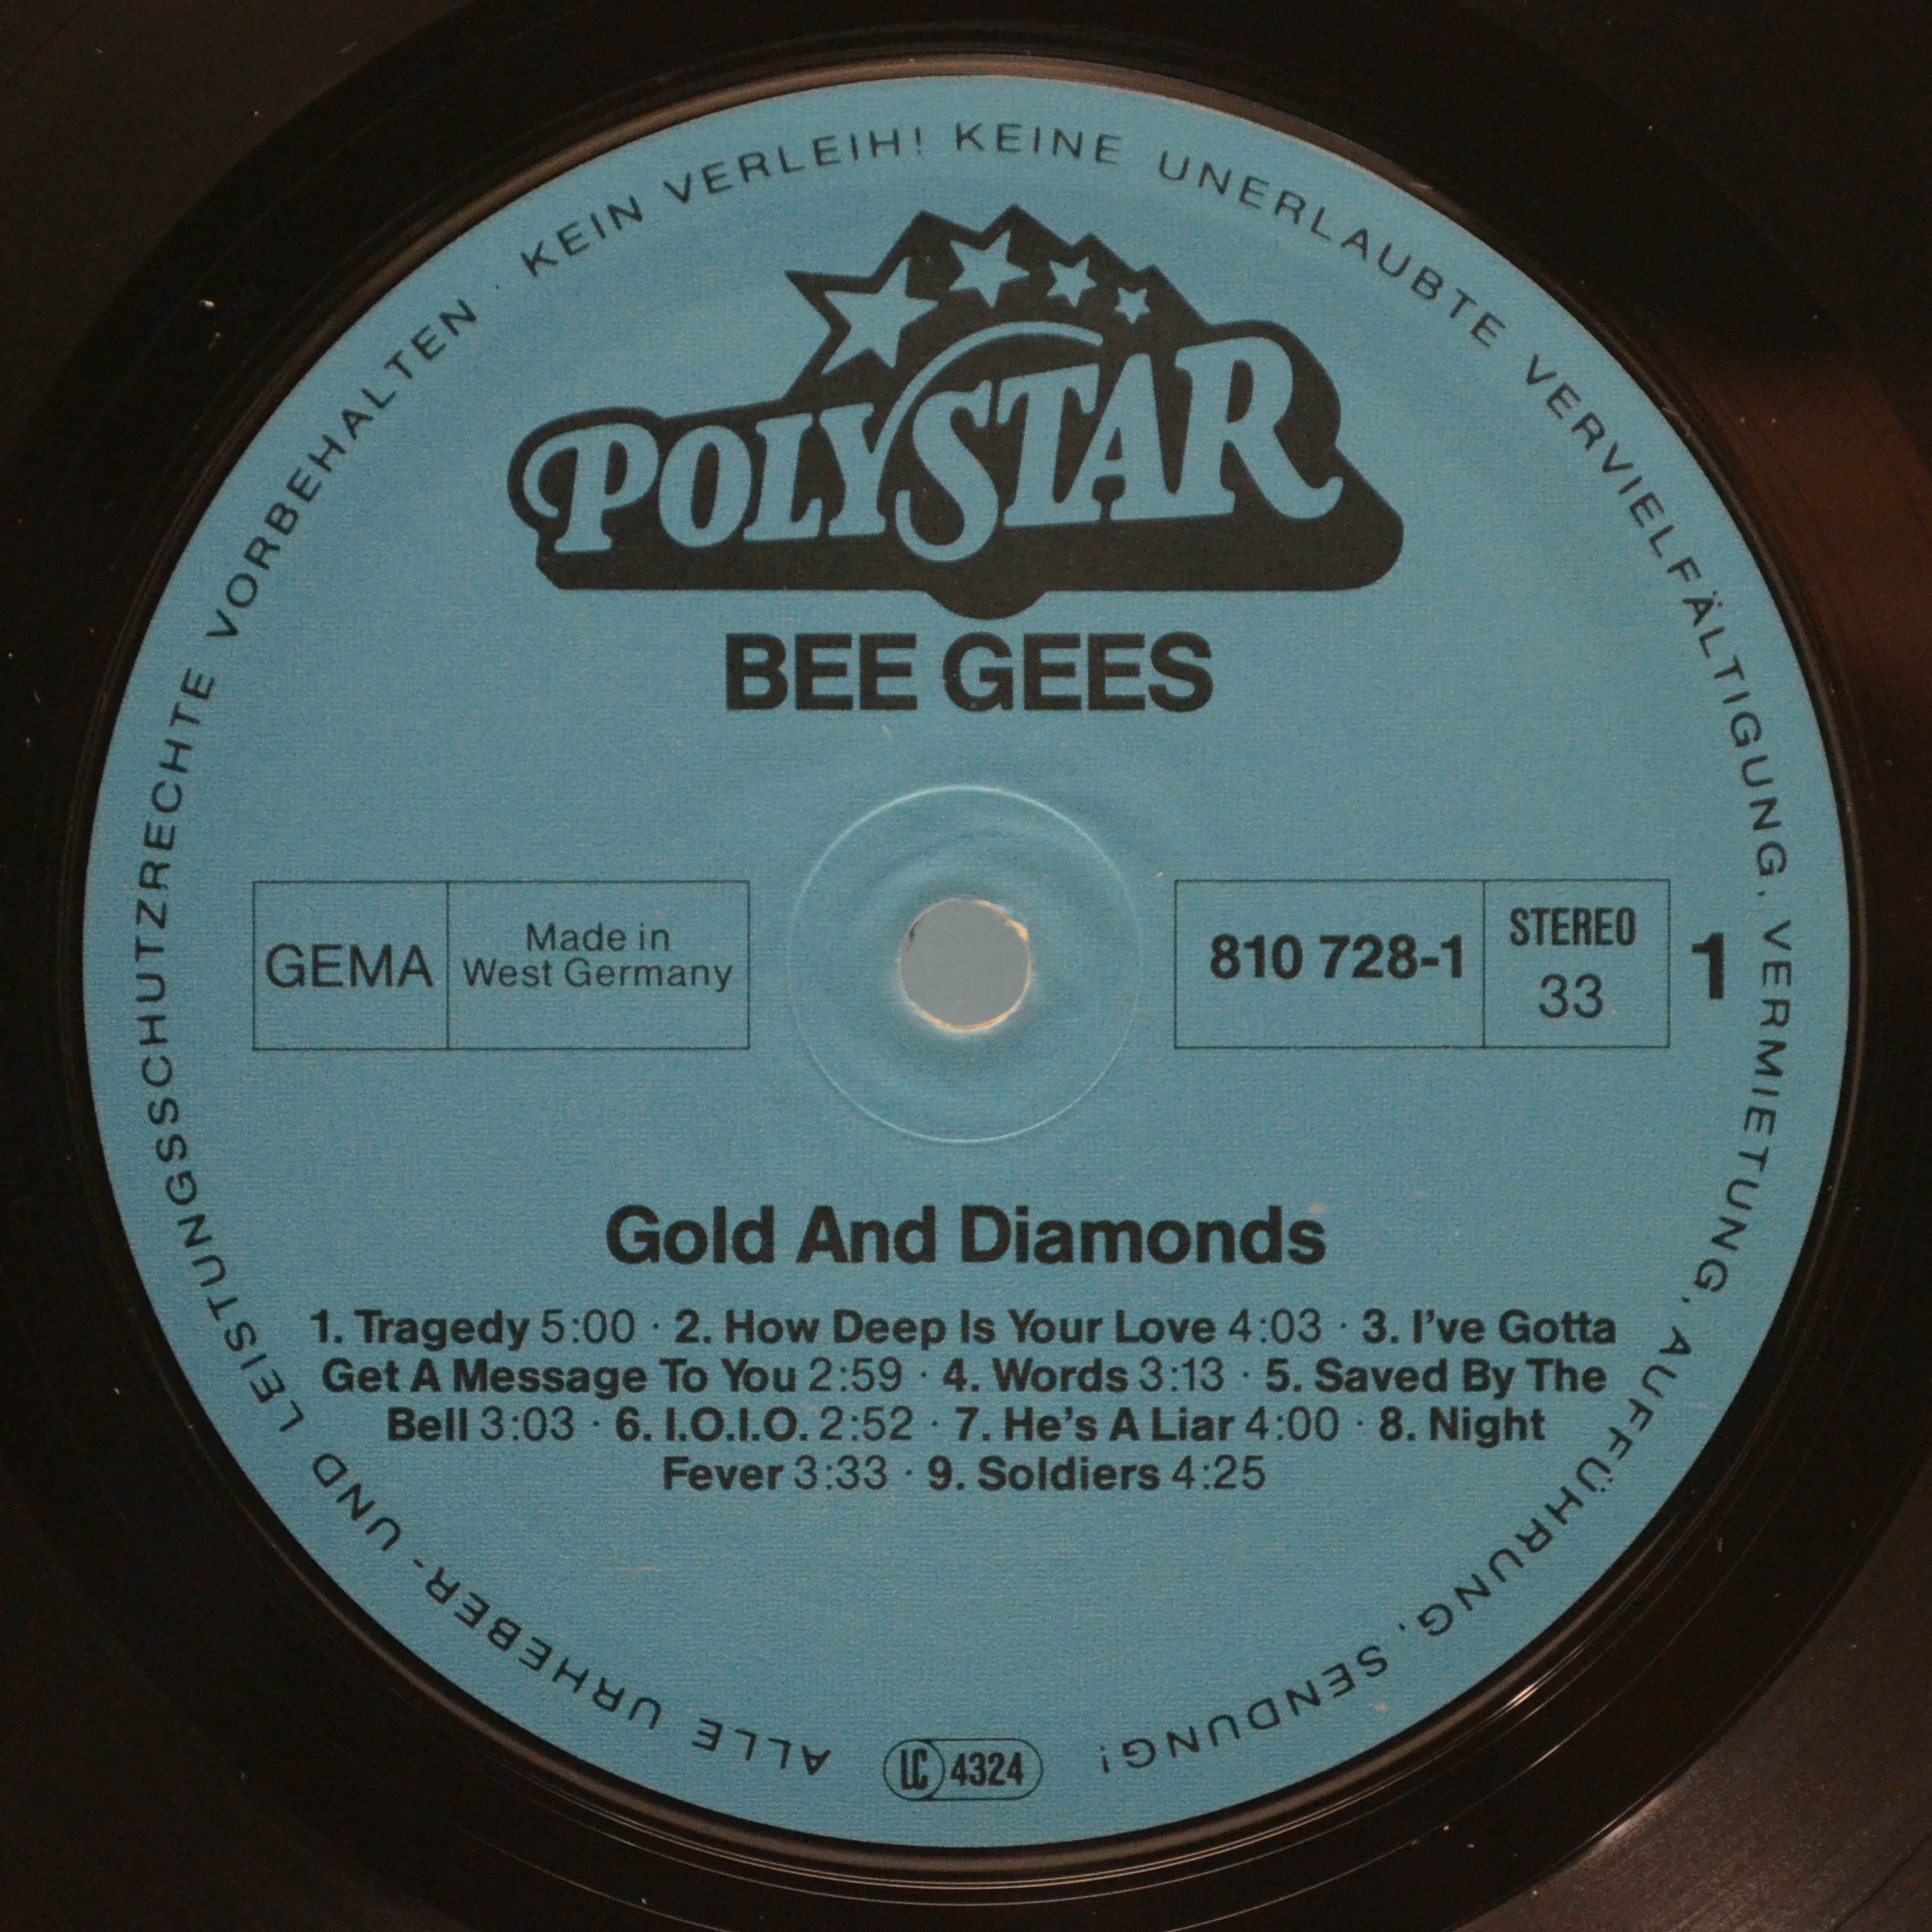 ALLE URHEBER- UND LEISTUNGSSCHUTZRECHTE VORBEHALTEN · KEIN VERLEIH! KEINE UNERLAUBTE VERVIELFÄLTIGUNG, VERMIETUNG, AUFFÜHRUNG, SENDUNG!
POLYSTAR
BEE GEES
GEMA
Made in
West Germany
810 728-1
STEREO
33
1
Gold And Diamonds
1. Tragedy 5:00 · 2. How Deep Is Your Love 4:03 · 3. I've Gotta
Get A Message To You 2:59 · 4. Words 3:13 · 5. Saved By The
Bell 3:03 · 6. I.O.I.O. 2:52 · 7. He's A Liar 4:00 · 8. Night
Fever 3:33 · 9. Soldiers 4:25
LC 4324